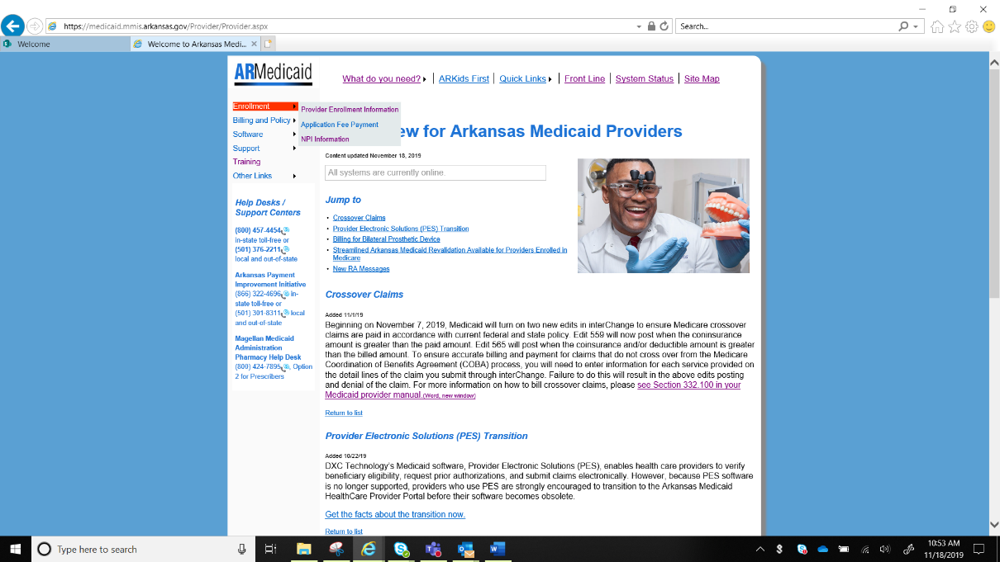 https://medicaid.mmis.arkansas.gov/Provider/Provider.aspx
Search...
Welcome
Welcome to Arkansas Medi...
ARMedicaid
What do you need?
ARKids First
Quick Links
Front Line
System Status
Site Map
Enrollment
Billing and Policy
Software
Support
Training
Other Links
Provider Enrollment Information
Application Fee Payment
NPI Information
ew for Arkansas Medicaid Providers
Content updated November 18, 2019
All systems are currently online.
Help Desks /
Support Centers
(800) 457-4454
in-state toll-free or
(501) 376-2211
local and out-of-state
Arkansas Payment
Improvement Initiative
(866) 322-4696 in-
state toll-free or
(501) 301-8311 local
and out-of-state
Magellan Medicaid
Administration
Pharmacy Help Desk
(800) 424-7895, Option
2 for Prescribers
Jump to
• Crossover Claims
• Provider Electronic Solutions (PES) Transition
• Billing for Bilateral Prosthetic Device
• Streamlined Arkansas Medicaid Revalidation Available for Providers Enrolled in
Medicare
• New RA Messages
Crossover Claims
Added 11/1/19
Beginning on November 7, 2019, Medicaid will turn on two new edits in interChange to ensure Medicare crossover
claims are paid in accordance with current federal and state policy. Edit 559 will now post when the coninsurance
amount is greater than the paid amount. Edit 565 will post when the coinsurance and/or deductible amount is greater
than the billed amount. To ensure accurate billing and payment for claims that do not cross over from the Medicare
Coordination of Benefits Agreement (COBA) process, you will need to enter information for each service provided on
the detail lines of the claim you submit through interChange. Failure to do this will result in the above edits posting
and denial of the claim. For more information on how to bill crossover claims, please see Section 332.100 in your
Medicaid provider manual.(Word, new window)
Return to list
Provider Electronic Solutions (PES) Transition
Added 10/22/19
DXC Technology's Medicaid software, Provider Electronic Solutions (PES), enables health care providers to verify
beneficiary eligibility, request prior authorizations, and submit claims electronically. However, because PES software
is no longer supported, providers who use PES are strongly encouraged to transition to the Arkansas Medicaid
HealthCare Provider Portal before their software becomes obsolete.
Get the facts about the transition now.
Return to list
Type here to search
10:53 AM
11/18/2019